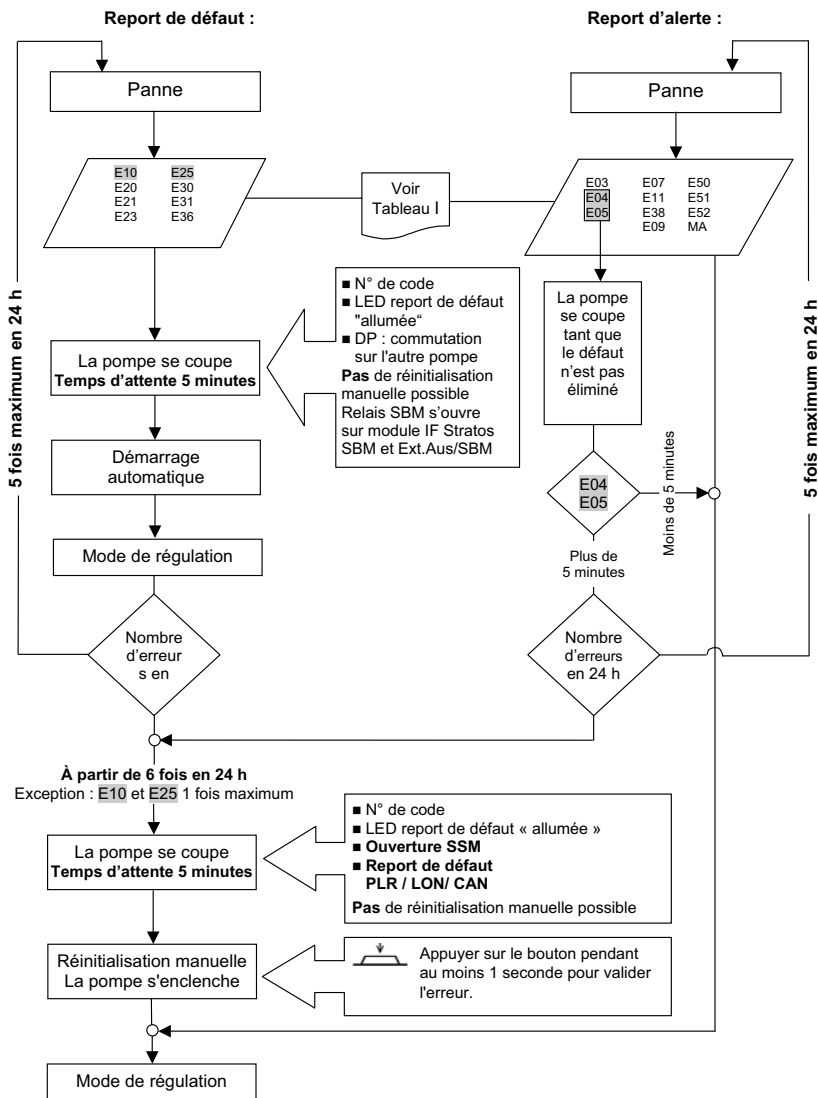 Report de défaut :
Report d'alerte :
Panne
Panne
E10 E25
E20 E30
E21 E31
E23 E36
Voir
Tableau I
E03 E07 E50
E04 E11 E51
E05 E38 E52
E09 MA
5 fois maximum en 24 h
■ N° de code
■ LED report de défaut
"allumée“
■ DP : commutation
sur l'autre pompe
Pas de réinitialisation
manuelle possible
Relais SBM s'ouvre
sur module IF Stratos
SBM et Ext.Aus/SBM
La pompe
se coupe
tant que
le défaut
n'est pas
éliminé
5 fois maximum en 24 h
La pompe se coupe
Temps d'attente 5 minutes
Démarrage
automatique
E04
E05
Moins de 5 minutes
Mode de régulation
Plus de
5 minutes
Nombre
d'erreur
s en
Nombre
d'erreurs
en 24 h
À partir de 6 fois en 24 h
Exception : E10 et E25 1 fois maximum
La pompe se coupe
Temps d'attente 5 minutes
■ N° de code
■ LED report de défaut « allumée »
■ Ouverture SSM
■ Report de défaut
PLR / LON/ CAN
Pas de réinitialisation manuelle possible
Réinitialisation manuelle
La pompe s'enclenche
Appuyer sur le bouton pendant
au moins 1 seconde pour valider
l'erreur.
Mode de régulation